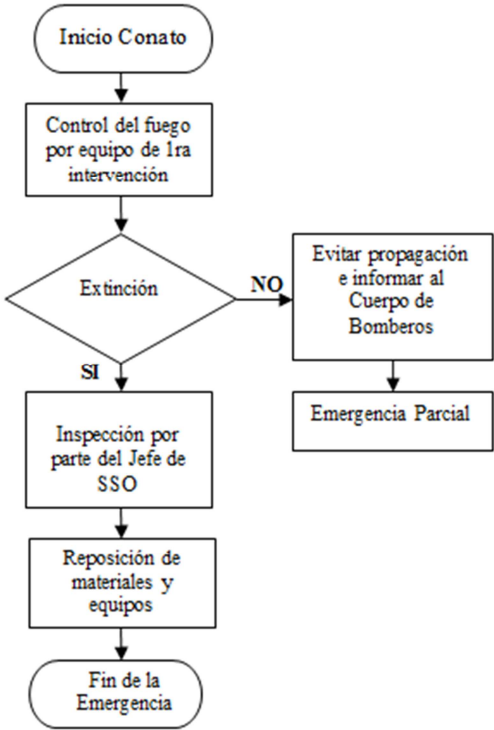 Inicio Conato
Control del fuego
por equipo de 1ra
intervención
Extinción
NO
Evitar propagación
e informar al
Cuerpo de
Bomberos
Emergencia Parcial
SI
Inspección por
parte del Jefe de
SSO
Reposición de
materiales y
equipos
Fin de la
Emergencia